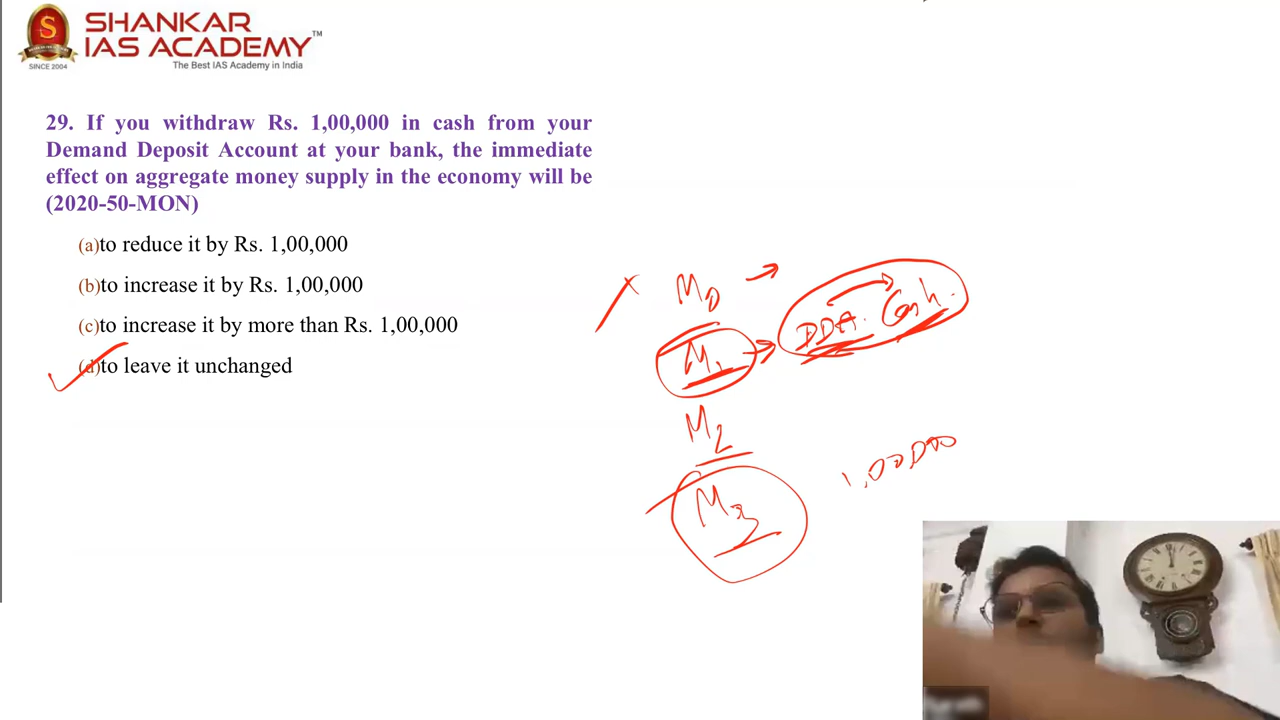 SHANKAR
IAS ACADEMY™
The Best IAS Academy in India
S
SINCE 2004
29. If you withdraw Rs. 1,00,000 in cash from your
Demand Deposit Account at your bank, the immediate
effect on aggregate money supply in the economy will be
(2020-50-MON)
(a)to reduce it by Rs. 1,00,000
(b)to increase it by Rs. 1,00,000
(c)to increase it by more than Rs. 1,00,000
(d)to leave it unchanged
M0
M1
DDA. Cash.
M2
M3
1,00,000